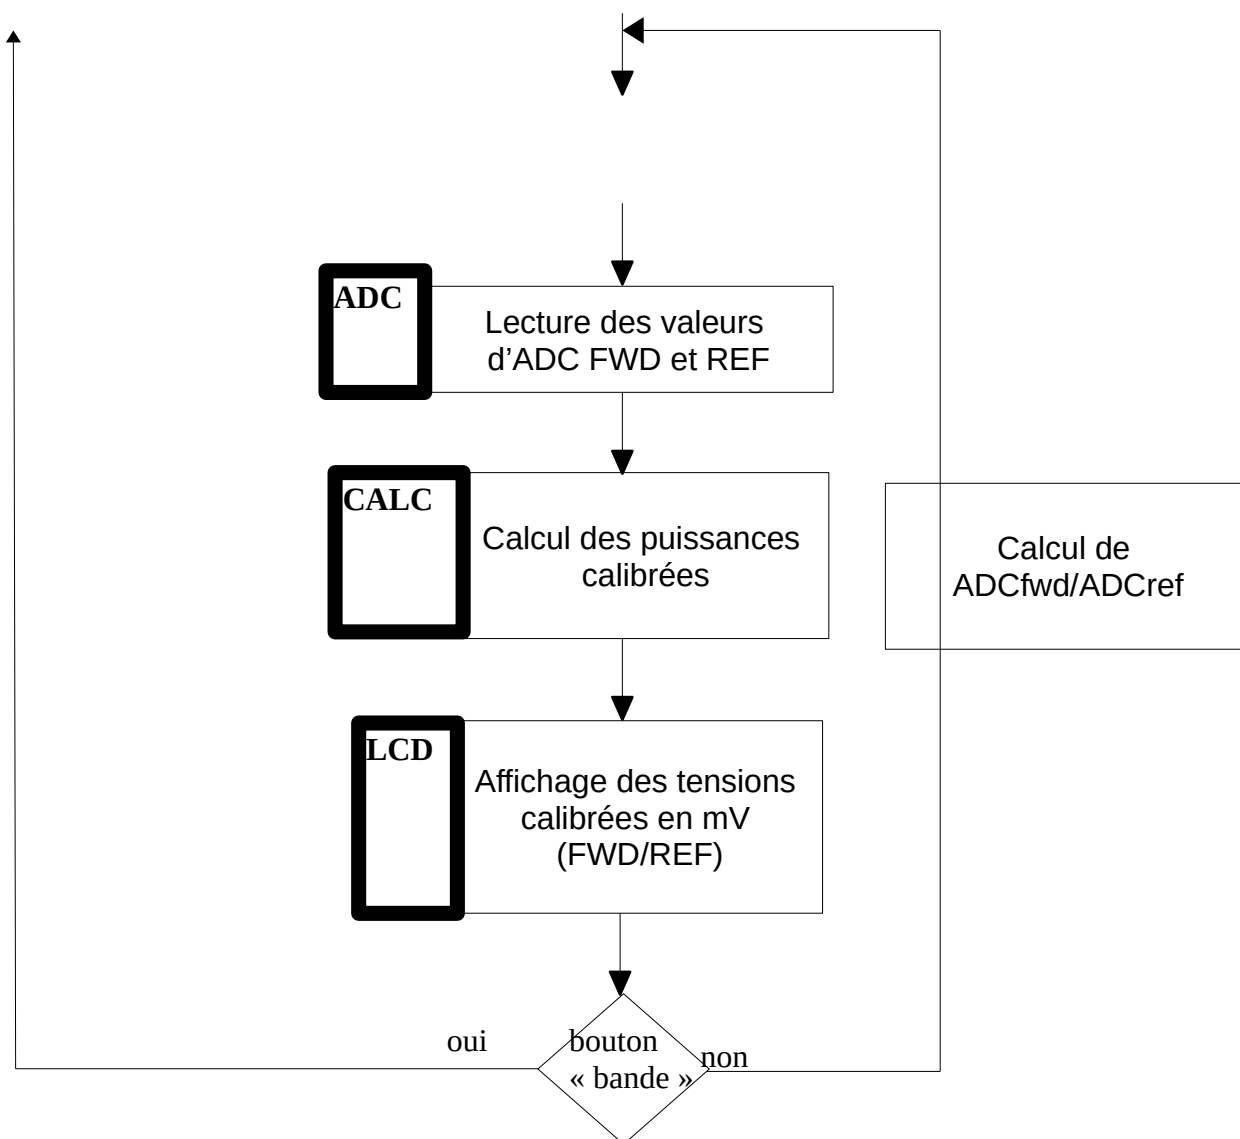 ADC
Lecture des valeurs
d’ADC FWD et REF
CALC
Calcul des puissances
calibrées
Calcul de
ADCfwd/ADCref
LCD
Affichage des tensions
calibrées en mV
(FWD/REF)
oui
bouton
« bande »
non